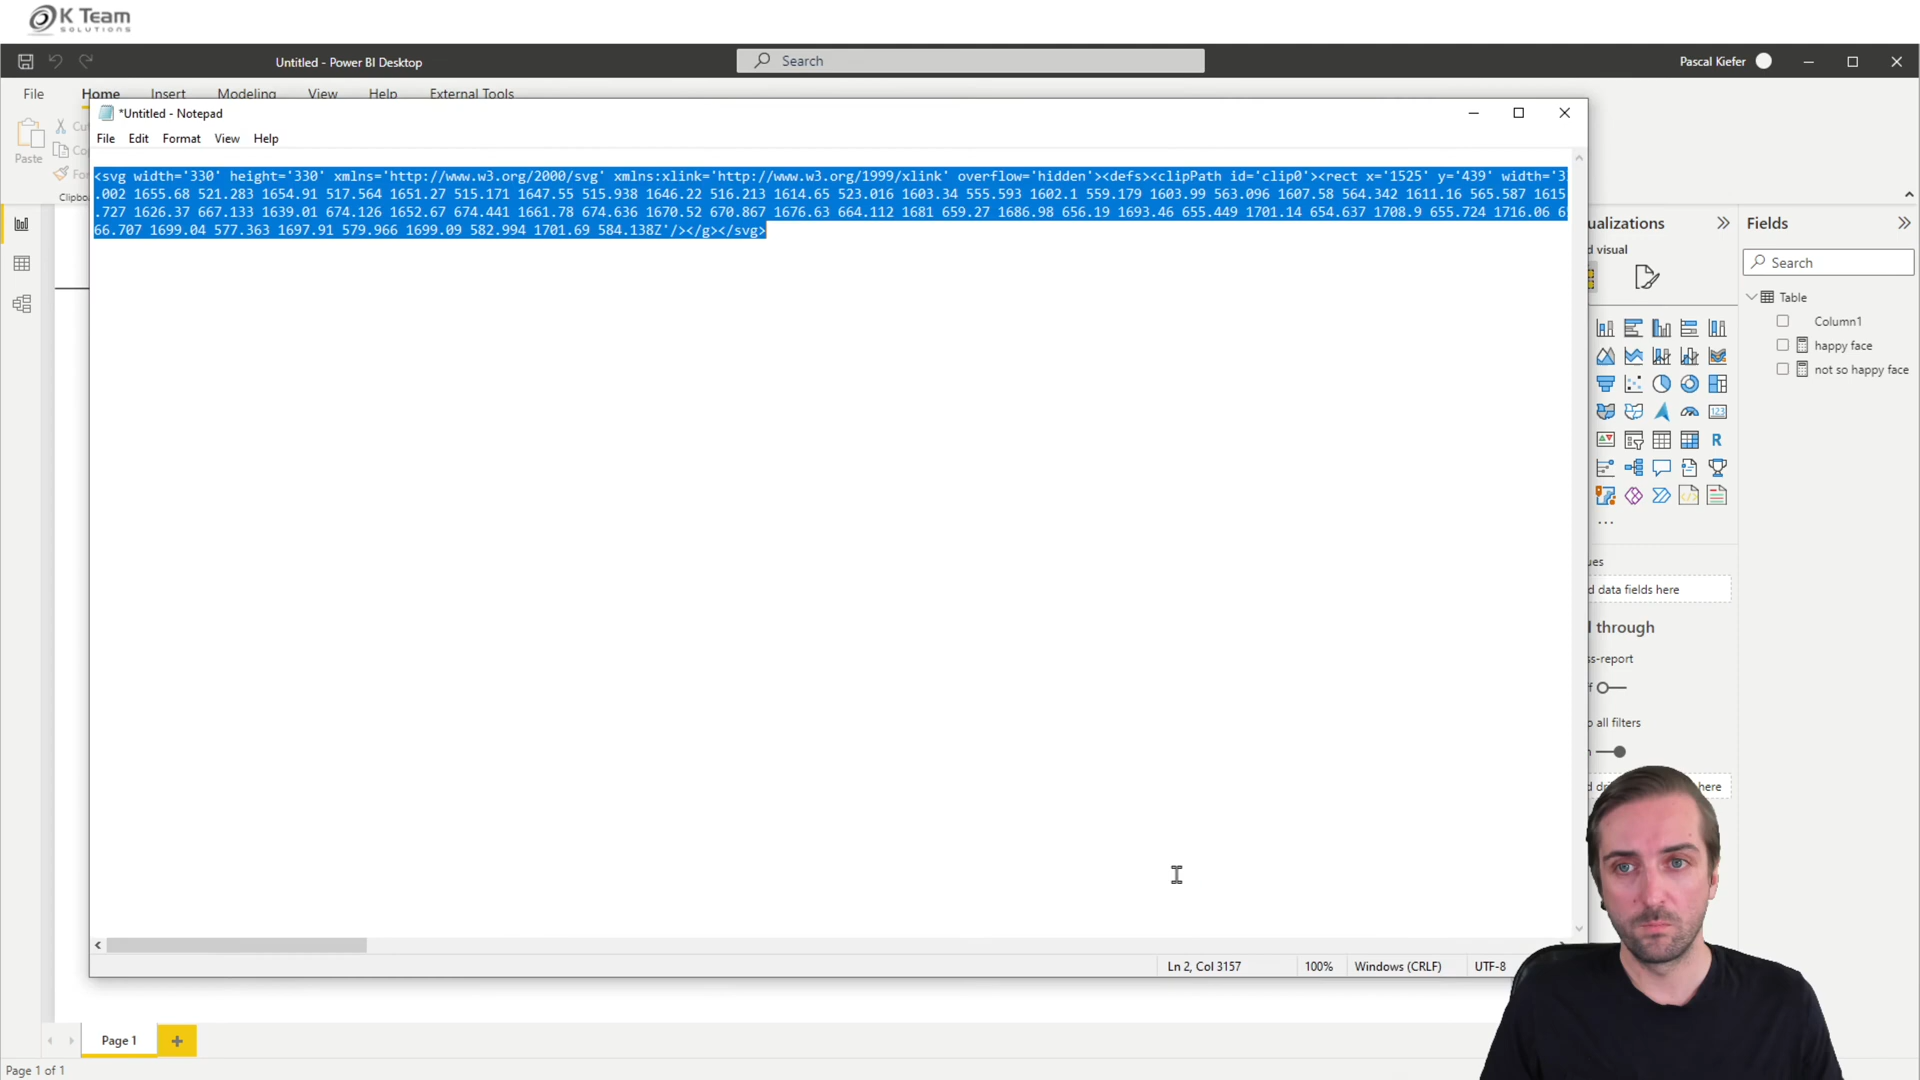 K Team
SOLUTIONS
Untitled - Power BI Desktop
Search
Pascal Kiefer
File Home Insert Modeling View Help External Tools
*Untitled - Notepad
File Edit Format View Help
Paste
<svg width='330' height='330' xmlns='http://www.w3.org/2000/svg' xmlns:xlink='http://www.w3.org/1999/xlink' overflow='hidden'><defs><clipPath id='clip0'><rect x='1525' y='439' width='3
.002 1655.68 521.283 1654.91 517.564 1651.27 515.171 1647.55 515.938 1646.22 516.213 1614.65 523.016 1603.34 555.593 1602.1 559.179 1603.99 563.096 1607.58 564.342 1611.16 565.587 1615
.727 1626.37 667.133 1639.01 674.126 1652.67 674.441 1661.78 674.636 1670.52 670.867 1676.63 664.112 1681 659.27 1686.98 656.19 1693.46 655.449 1701.14 654.637 1708.9 655.724 1716.06 6
66.707 1699.04 577.363 1697.91 579.966 1699.09 582.994 1701.69 584.138Z'/></g></svg>
ualizations
d visual
ues
d data fields here
l through
ss-report
o all filters
here
Fields
Search
Table
Column1
happy face
not so happy face
123
R
Ln 2, Col 3157
100%
Windows (CRLF)
UTF-8
Page 1
Page 1 of 1